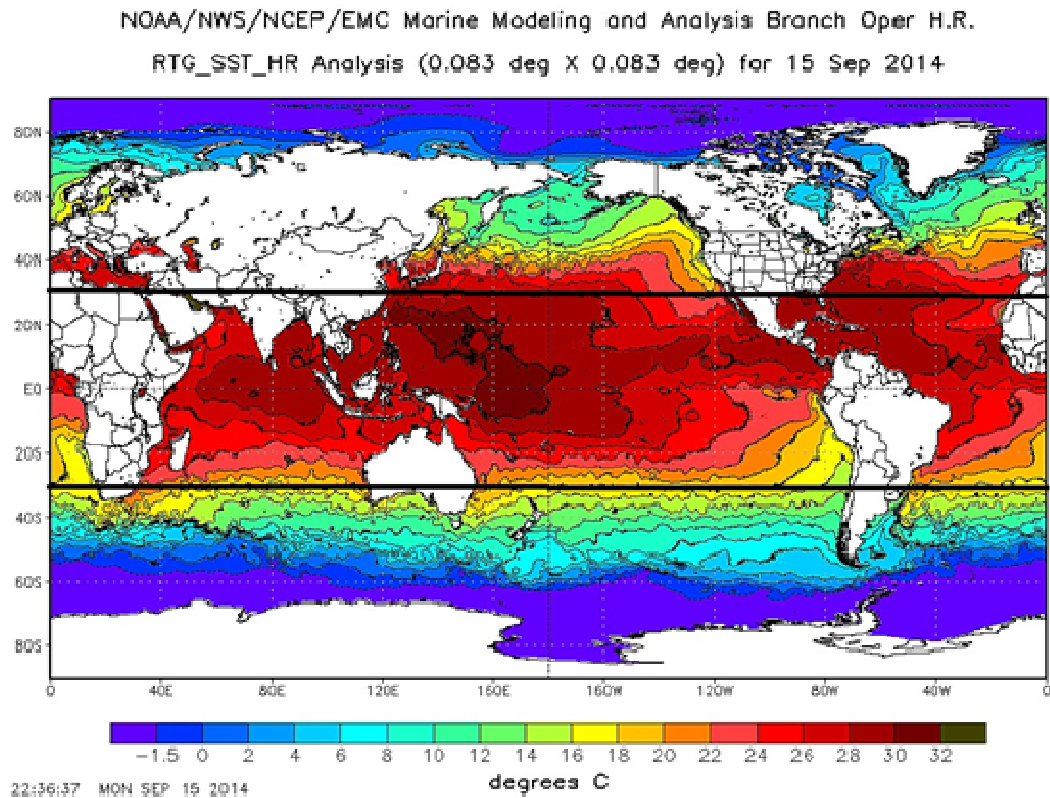 NOAA/NWS/NCEP/EMC Marine Modeling and Analysis Branch Oper H.R.
RTG_SST_HR Analysis (0.083 deg X 0.083 deg) for 15 Sep 2014
80N
60N
40N
20N
EQ
20S
40S
60S
80S
0 40E 80E 120E 160E 160W 120W 80W 40W 0
-1.5 0 2 4 6 8 10 12 14 16 18 20 22 24 26 28 30 32
degrees C
22:36:37 MON SEP 15 2014